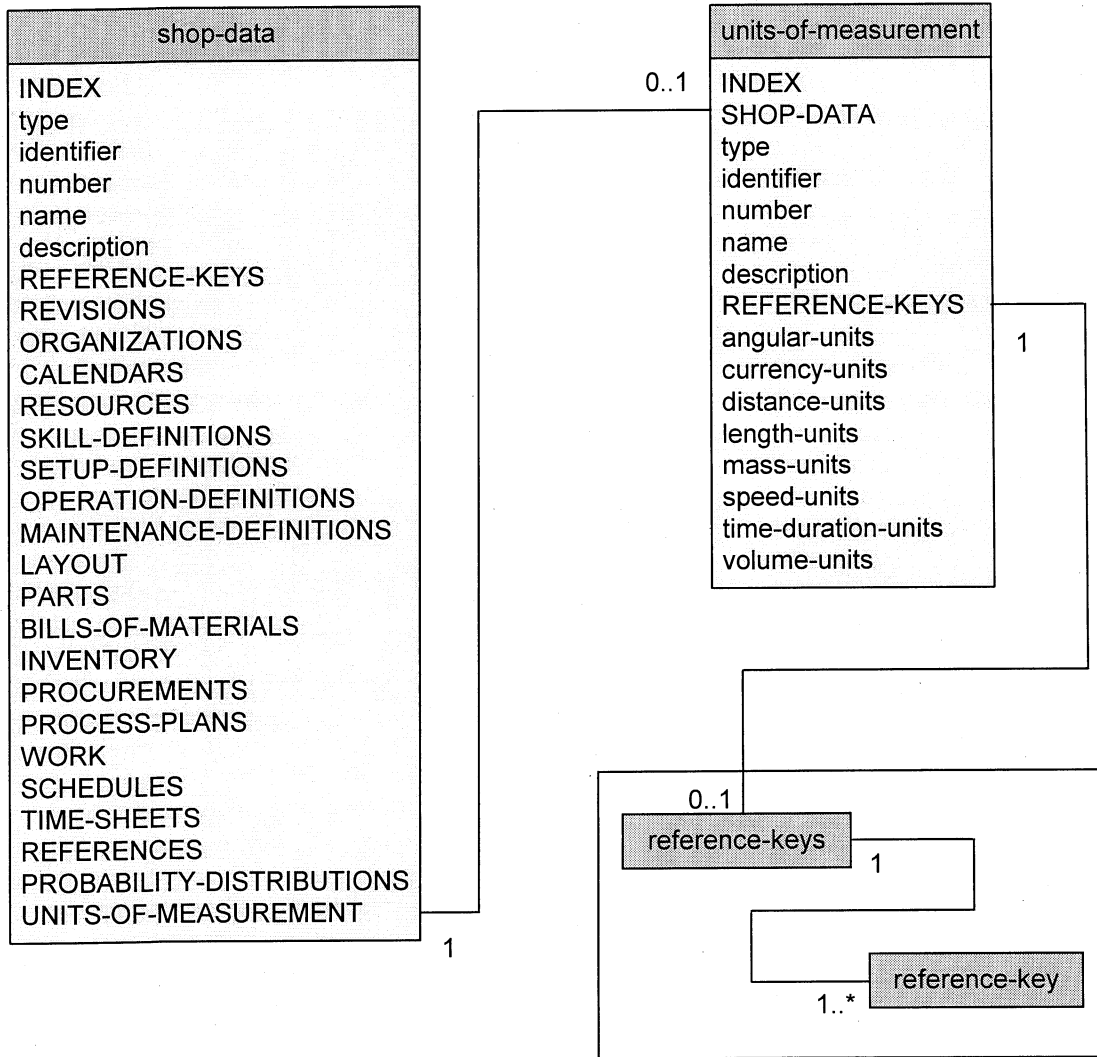 shop-data
INDEX
type
identifier
number
name
description
REFERENCE-KEYS
REVISIONS
ORGANIZATIONS
CALENDARS
RESOURCES
SKILL-DEFINITIONS
SETUP-DEFINITIONS
OPERATION-DEFINITIONS
MAINTENANCE-DEFINITIONS
LAYOUT
PARTS
BILLS-OF-MATERIALS
INVENTORY
PROCUREMENTS
PROCESS-PLANS
WORK
SCHEDULES
TIME-SHEETS
REFERENCES
PROBABILITY-DISTRIBUTIONS
UNITS-OF-MEASUREMENT
1
0..1
units-of-measurement
INDEX
SHOP-DATA
type
identifier
number
name
description
REFERENCE-KEYS
angular-units
currency-units
distance-units
length-units
mass-units
speed-units
time-duration-units
volume-units
1
0..1
reference-keys
1
reference-key
1..*